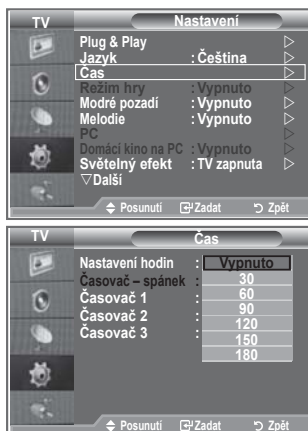 TV Nastavení
Plug & Play
Jazyk : Čeština
Čas
Režim hry : Vypnuto
Modré pozadí : Vypnuto
Melodie : Vypnuto
PC
Domácí kino na PC : Vypnuto
Světelný efekt : TV zapnuta
▽Další
Posunutí Zadat Zpět
TV Čas
Nastavení hodin : Vypnuto
Časovač – spánek : 30
Časovač 1 : 60
Časovač 2 : 90
Časovač 3 : 120
150
180
Posunutí Zadat Zpět